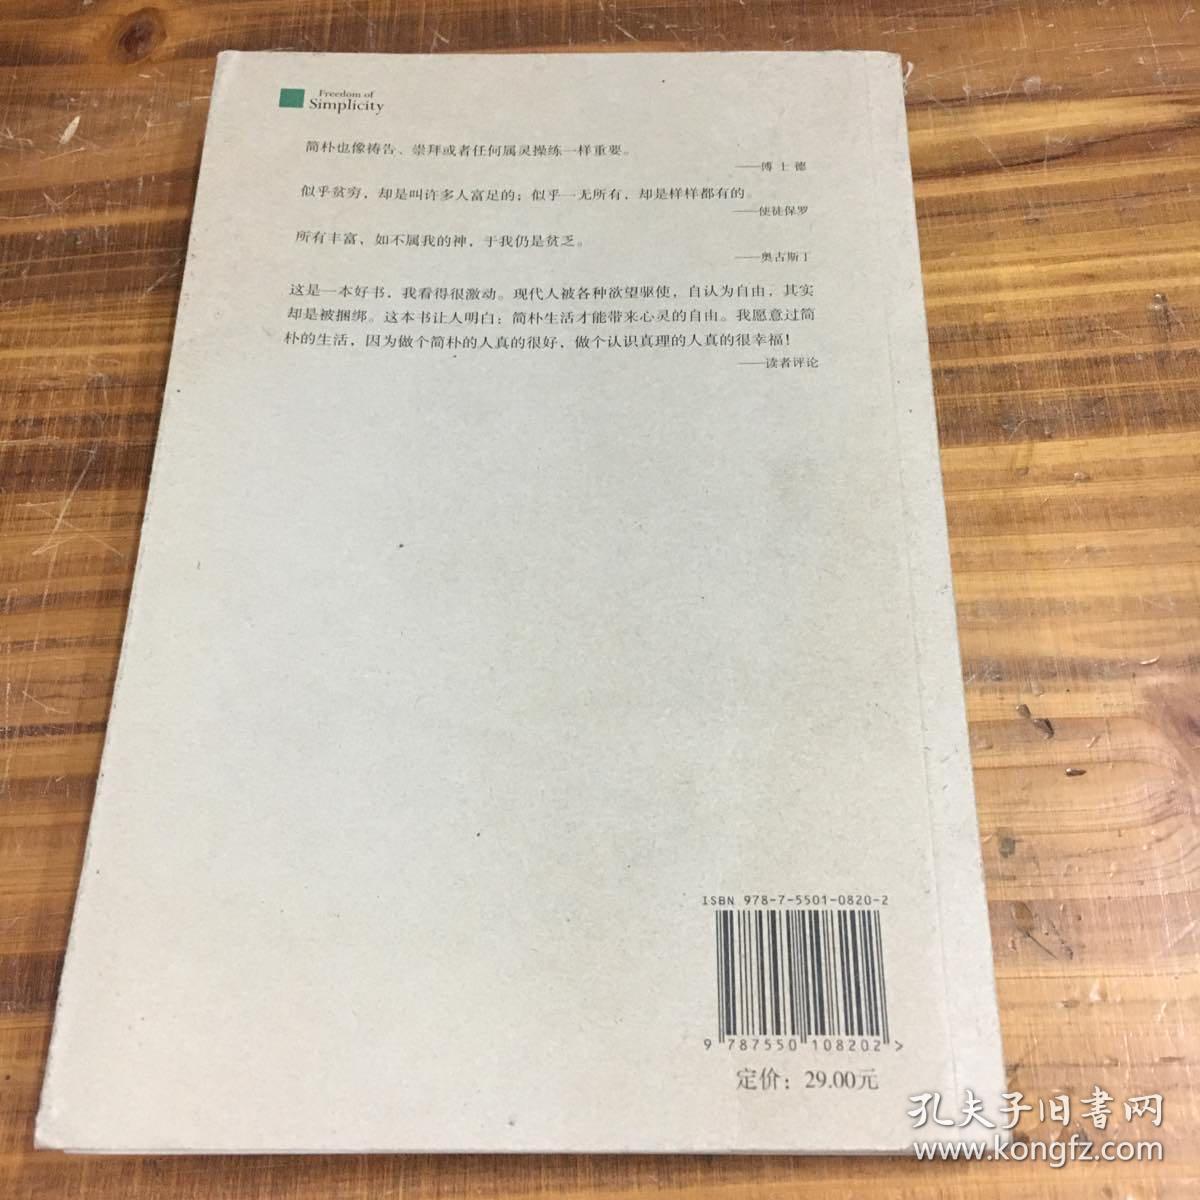 Freedom of
Simplicity
简朴也像祷告、崇拜或者任何属灵操练一样重要。
——傅士德
似乎贫穷，却是叫许多人富足的；似乎一无所有，却是样样都有的。
——使徒保罗
所有丰富，如不属我的神，于我仍是贫乏。
——奥古斯丁
这是一本好书，我看得很激动。现代人被各种欲望驱使，自认为自由，其实
却是被捆绑。这本书让人明白：简朴生活才能带来心灵的自由。我愿意过简
朴的生活，因为做个简朴的人真的很好，做个认识真理的人真的很幸福！
——读者评论
ISBN 978-7-5501-0820-2
9 787550 108202 >
定价：29.00元
孔夫子旧書网
www.kongfz.com